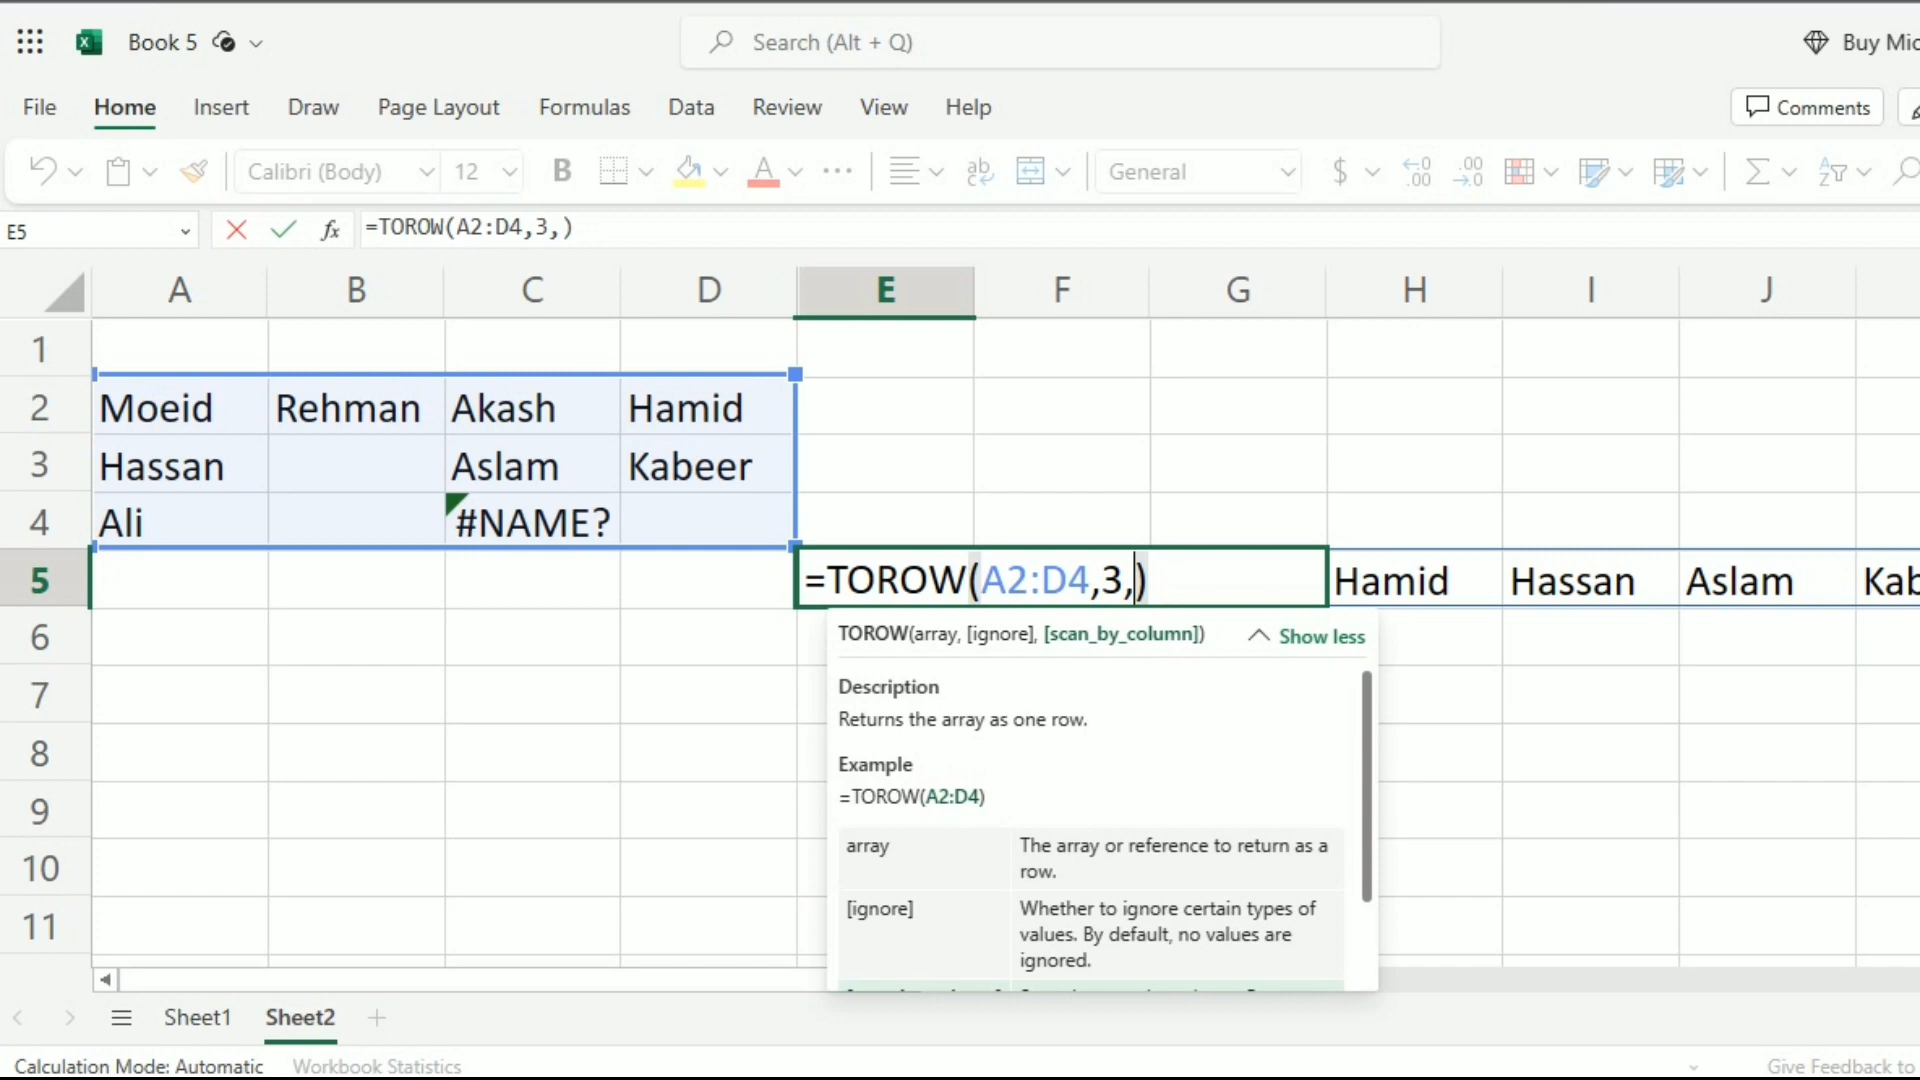 Book 5
Search (Alt + Q)
Buy Mic
File Home Insert Draw Page Layout Formulas Data Review View Help
Comments
Calibri (Body) 12 B A ab General $
E5 fx =TOROW(A2:D4,3,)
A B C D E F G H I J
1
2 Moeid Rehman Akash Hamid
3 Hassan Aslam Kabeer
4 Ali #NAME?
5 =TOROW(A2:D4,3,) Hamid Hassan Aslam Kab
6
TOROW(array, [ignore], [scan_by_column]) Show less
7
Description
Returns the array as one row.
8
Example
=TOROW(A2:D4)
9
array The array or reference to return as a
row.
10
[ignore] Whether to ignore certain types of
values. By default, no values are
ignored.
11
Sheet1 Sheet2
Calculation Mode: Automatic Workbook Statistics Give Feedback to